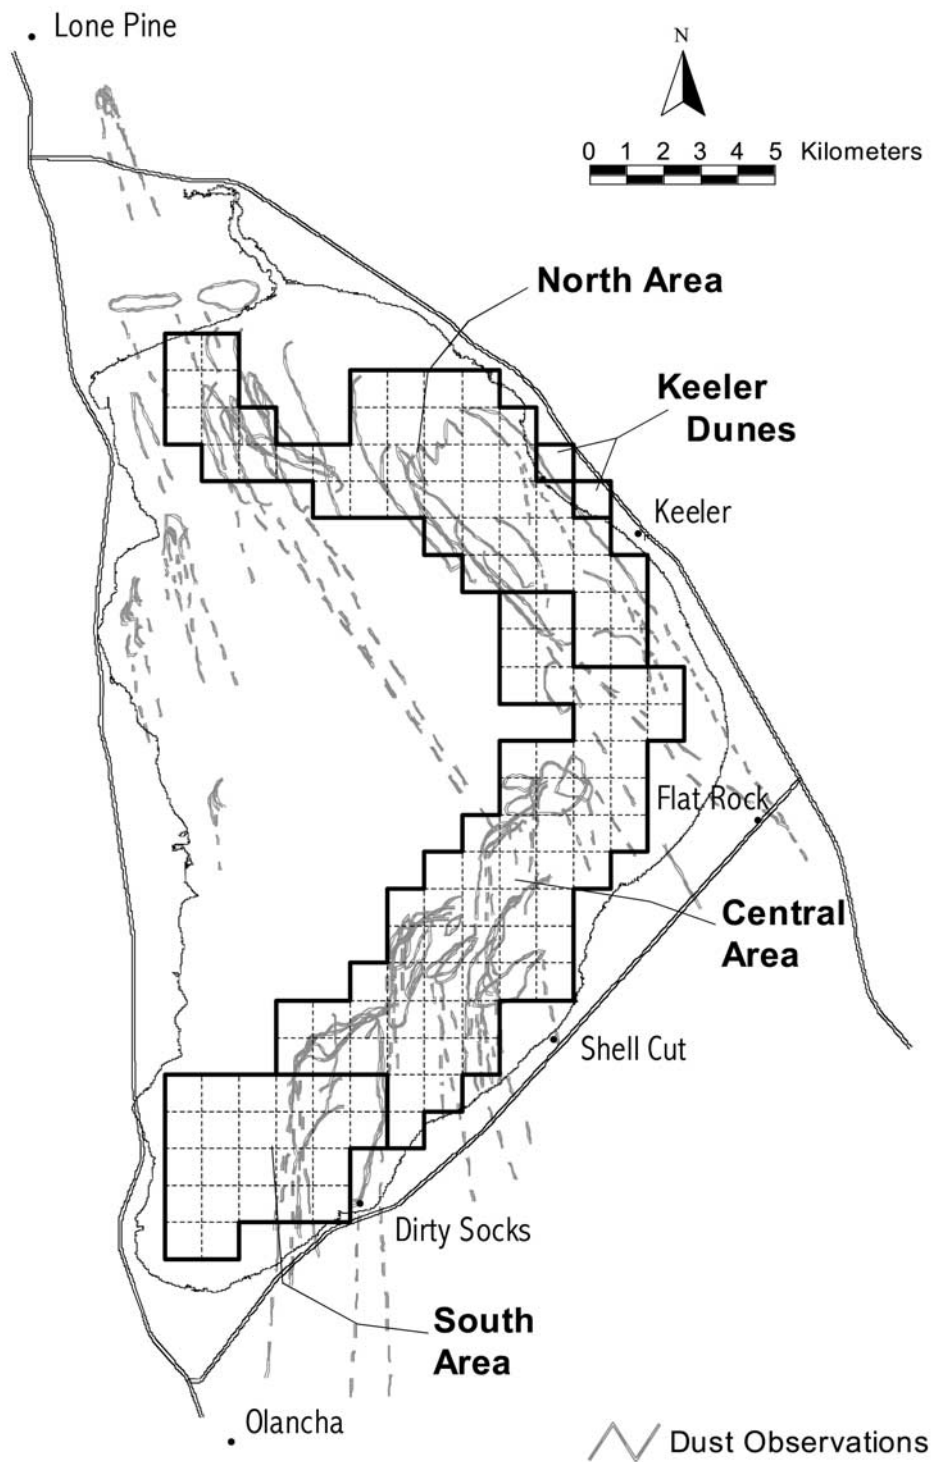 Lone Pine
N
0 1 2 3 4 5 Kilometers
North Area
Keeler
Dunes
Keeler
Flat Rock
Central
Area
Shell Cut
Dirty Socks
South
Area
Olancha
Dust Observations